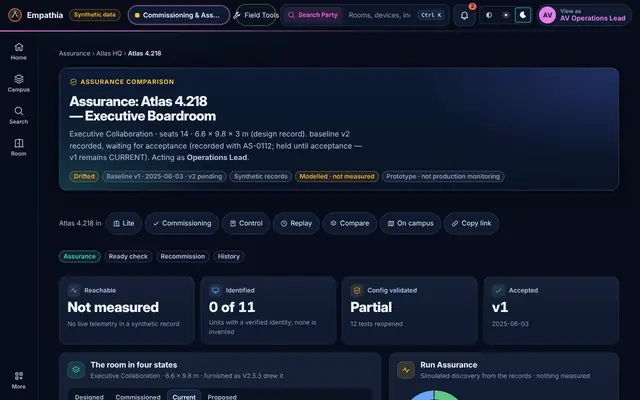 Empathia
Synthetic data
Commissioning & Ass...
Field Tools
Search Party
Rooms, devices, inc
Ctrl K
2
AV
View as
AV Operations Lead
Home
Campus
Search
Room
More
Assurance › Atlas HQ › Atlas 4.218
ASSURANCE COMPARISON
Assurance: Atlas 4.218
— Executive Boardroom
Executive Collaboration · seats 14 · 6.6 × 9.8 × 3 m (design record). baseline v2
recorded, waiting for acceptance (recorded with AS-0112; held until acceptance —
v1 remains CURRENT). Acting as Operations Lead.
Drifted
Baseline v1 · 2025-06-03 · v2 pending
Synthetic records
Modelled · not measured
Prototype · not production monitoring
Atlas 4.218 in
Lite
Commissioning
Control
Replay
Compare
On campus
Copy link
Assurance
Ready check
Recommission
History
Reachable
Not measured
No live telemetry in a synthetic record
Identified
0 of 11
Units with a verified identity; none is
invented
Config validated
Partial
12 tests reopened
Accepted
v1
2025-06-03
The room in four states
Executive Collaboration · 6.6 × 9.8 m · furnished as V2.5.3 drew it
Designed
Commissioned
Current
Proposed
Run Assurance
Simulated discovery from the records · nothing measured